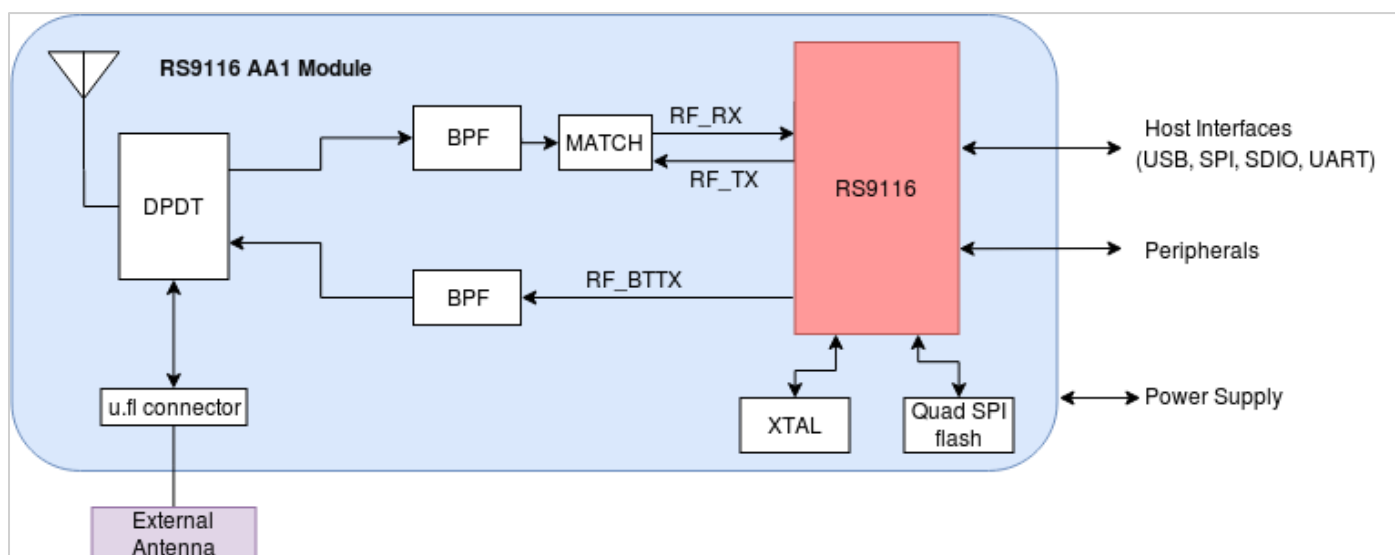 RS9116 AA1 Module
BPF
MATCH
RF_RX
RF_TX
Host Interfaces
(USB, SPI, SDIO, UART)
DPDT
RS9116
Peripherals
BPF
RF_BTTX
u.fl connector
XTAL
Quad SPI
flash
Power Supply
External
Antenna